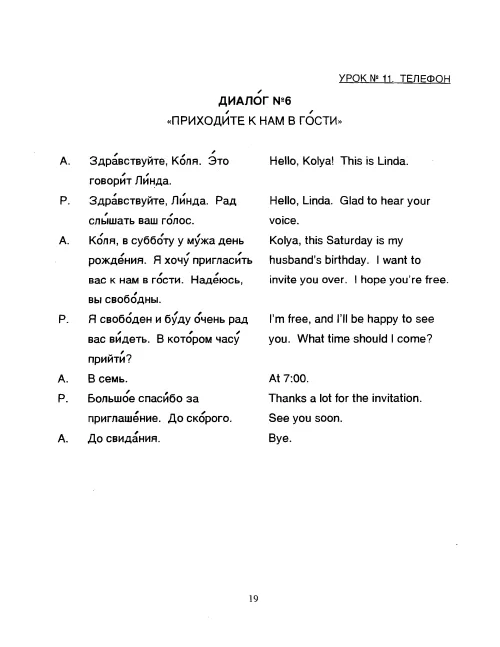 УРОК № 11. ТЕЛЕФОН
ДИАЛО́Г №6
«ПРИХОДИ́ТЕ К НАМ В ГО́СТИ»
А. Здра́вствуйте, Ко́ля. Э́то Hello, Kolya! This is Linda.
говори́т Ли́нда.
Р. Здра́вствуйте, Ли́нда. Рад Hello, Linda. Glad to hear your
слы́шать ваш го́лос. voice.
А. Ко́ля, в суббо́ту у му́жа день Kolya, this Saturday is my
рожде́ния. Я хочу́ пригласи́ть husband's birthday. I want to
вас к нам в го́сти. Наде́юсь, invite you over. I hope you're free.
вы свобо́дны.
Р. Я свобо́ден и бу́ду о́чень рад I'm free, and I'll be happy to see
вас ви́деть. В кото́ром часу́ you. What time should I come?
прийти́?
А. В семь. At 7:00.
Р. Большо́е спаси́бо за Thanks a lot for the invitation.
приглаше́ние. До ско́рого. See you soon.
А. До свида́ния. Bye.
19